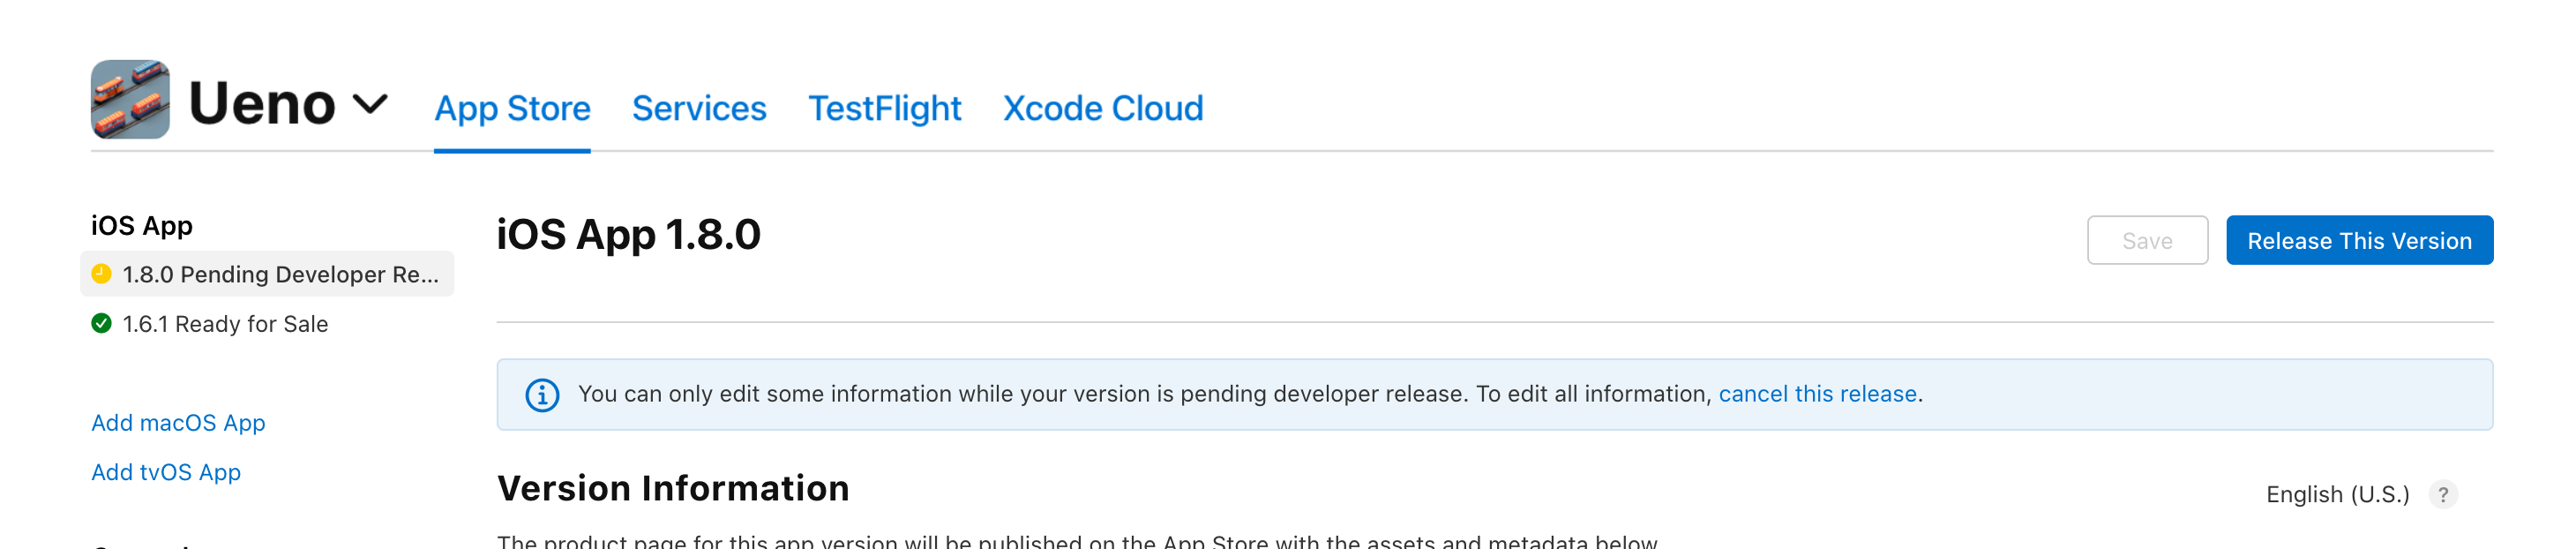 Ueno App Store Services TestFlight Xcode Cloud
iOS App
1.8.0 Pending Developer Re...
1.6.1 Ready for Sale
Add macOS App
Add tvOS App
iOS App 1.8.0
Save Release This Version
You can only edit some information while your version is pending developer release. To edit all information, cancel this release.
Version Information
English (U.S.) ?
The product page for this app version will be published on the App Store with the assets and metadata below.